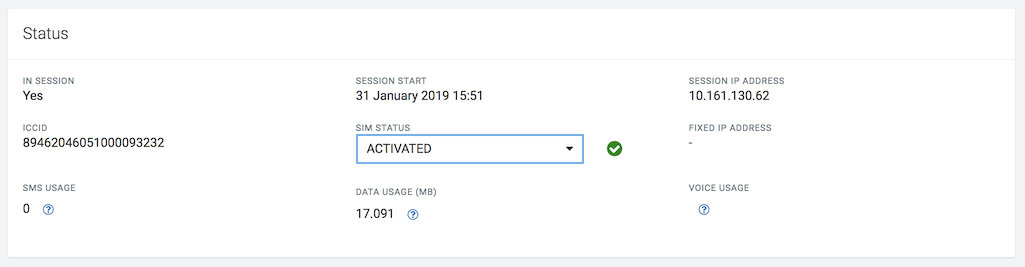 Status
IN SESSION
Yes
SESSION START
31 January 2019 15:51
SESSION IP ADDRESS
10.161.130.62
ICCID
89462046051000093232
SIM STATUS
ACTIVATED
FIXED IP ADDRESS
-
SMS USAGE
0
DATA USAGE (MB)
17.091
VOICE USAGE